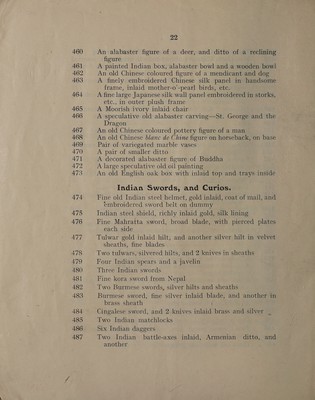 22
460 An alabaster figure of a deer, and ditto of a reclining
figure
461 A painted Indian box, alabaster bowl and a wooden bowl
462 An old Chinese coloured figure of a mendicant and dog
463 A finely embroidered Chinese silk panel in handsome
frame, inlaid mother-o'-pearl birds, etc.
464 A fine large Japanese silk wall panel embroidered in storks,
etc., in outer plush frame
465 A Moorish ivory inlaid chair
466 A speculative old alabaster carving—St. George and the
Dragon
467 An old Chinese coloured pottery figure of a man
468 An old Chinese blanc de China figure on horseback, on base
469 Pair of variegated marble vases
470 A pair of smaller ditto
471 A decorated alabaster figure of Buddha
472 A large speculative old oil painting
473 An old English oak box with inlaid top and trays inside
Indian Swords, and Curios.
474 Fine old Indian steel helmet, gold inlaid, coat of mail, and
embroidered sword belt on dummy
475 Indian steel shield, richly inlaid gold, silk lining
476 Fine Mahratta sword, broad blade, with pierced plates
each side
477 Tulwar gold inlaid hilt, and another silver hilt in velvet
sheaths, fine blades
478 Two tulwars, silvered hilts, and 2 knives in sheaths
479 Four Indian spears and a javelin
480 Three Indian swords
481 Fine kora sword from Nepal
482 Two Burmese swords, silver hilts and sheaths
483 Burmese sword, fine silver inlaid blade, and another in
brass sheath
484 Cingalese sword, and 2 knives inlaid brass and silver
485 Two Indian matchlocks
486 Six Indian daggers
487 Two Indian battle-axes inlaid, Armenian ditto, and
another